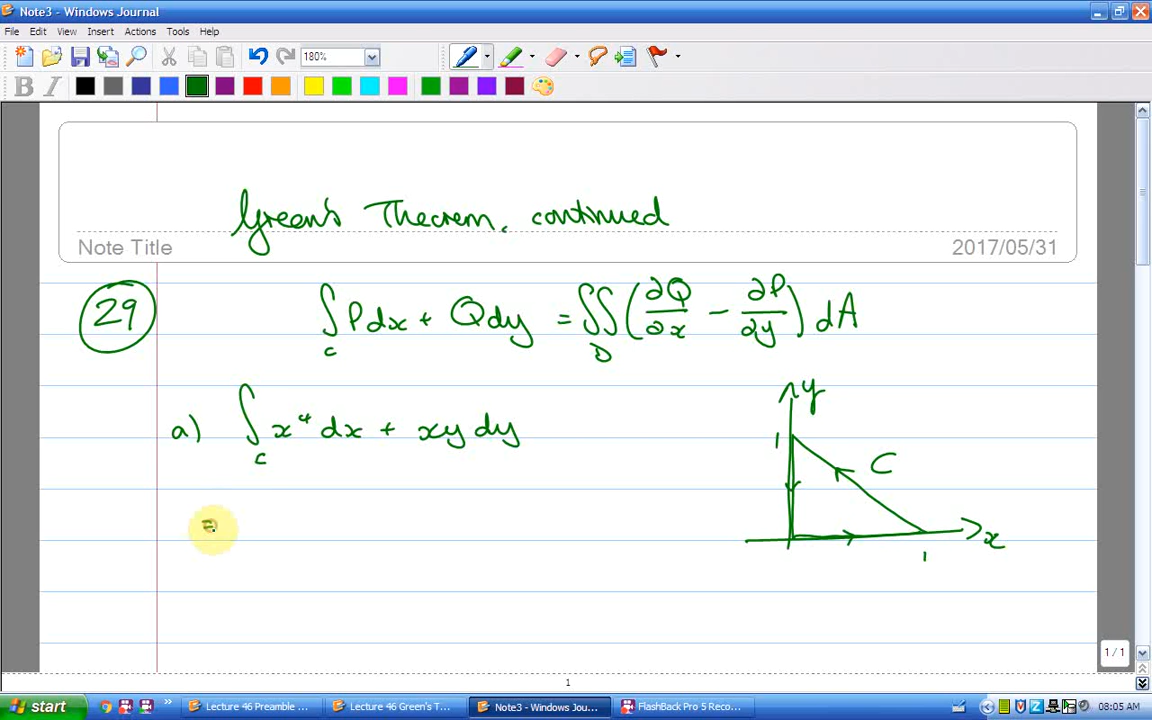 Note3 - Windows Journal
File Edit View Insert Actions Tools Help
180%
B I
Green's Theorem, continued
Note Title 2017/05/31
29 ∫_C Pdx + Qdy = ∬_D (∂Q/∂x − ∂P/∂y) dA
a) ∫_C x⁴ dx + xy dy
y
1
C
x
1
=
1 / 1
1
start » Lecture 46 Preamble ... Lecture 46 Green's T... Note3 - Windows Jou... FlashBack Pro 5 Reco... 08:05 AM